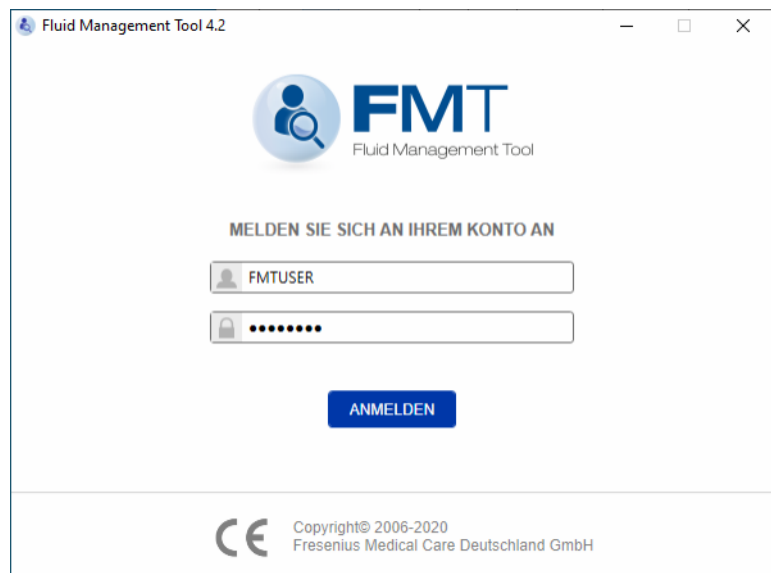 Fluid Management Tool 4.2
FMT
Fluid Management Tool
MELDEN SIE SICH AN IHREM KONTO AN
FMTUSER
••••••••
ANMELDEN
CE
Copyright© 2006-2020
Fresenius Medical Care Deutschland GmbH